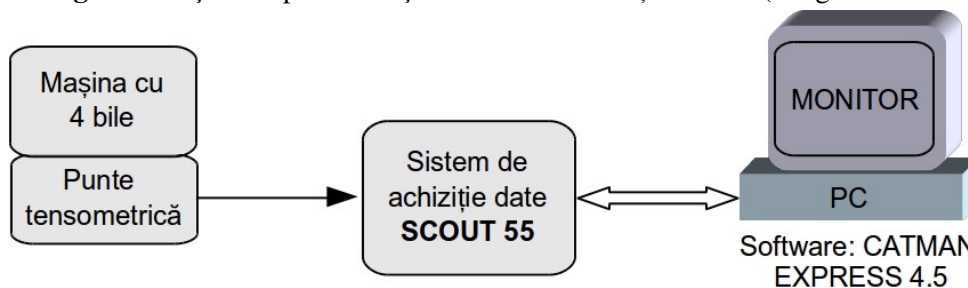 Mașina cu
4 bile
Punte
tensometrică
Sistem de
achiziție date
SCOUT 55
MONITOR
PC
Software: CATMAN
EXPRESS 4.5